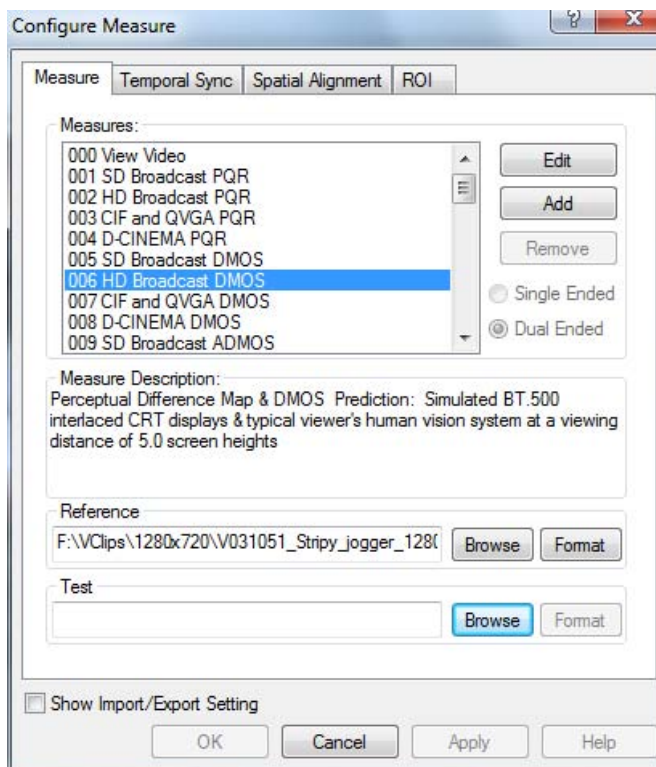 Configure Measure
?
X
Measure Temporal Sync Spatial Alignment ROI
Measures:
000 View Video
001 SD Broadcast PQR
002 HD Broadcast PQR
003 CIF and QVGA PQR
004 D-CINEMA PQR
005 SD Broadcast DMOS
006 HD Broadcast DMOS
007 CIF and QVGA DMOS
008 D-CINEMA DMOS
009 SD Broadcast ADMOS
Edit
Add
Remove
Single Ended
Dual Ended
Measure Description:
Perceptual Difference Map & DMOS Prediction: Simulated BT.500
interlaced CRT displays & typical viewer's human vision system at a viewing
distance of 5.0 screen heights
Reference
F:\VClips\1280x720\V031051_Stripy_jogger_128( Browse Format
Test
Browse Format
Show Import/Export Setting
OK Cancel Apply Help